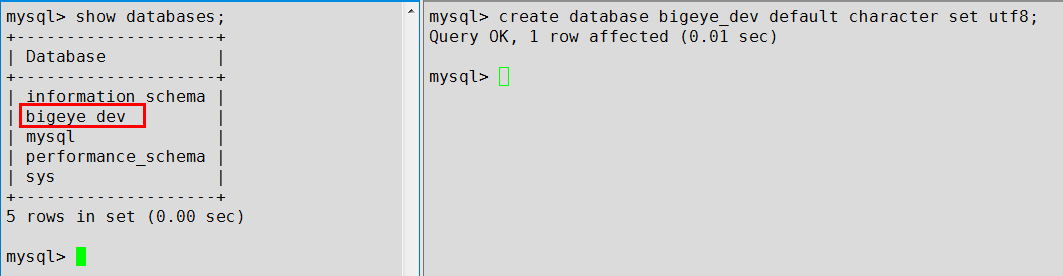 mysql> show databases;
+--------------------+
| Database           |
+--------------------+
| information_schema |
| bigeye_dev         |
| mysql              |
| performance_schema |
| sys                |
+--------------------+
5 rows in set (0.00 sec)
mysql>
mysql> create database bigeye_dev default character set utf8;
Query OK, 1 row affected (0.01 sec)
mysql>